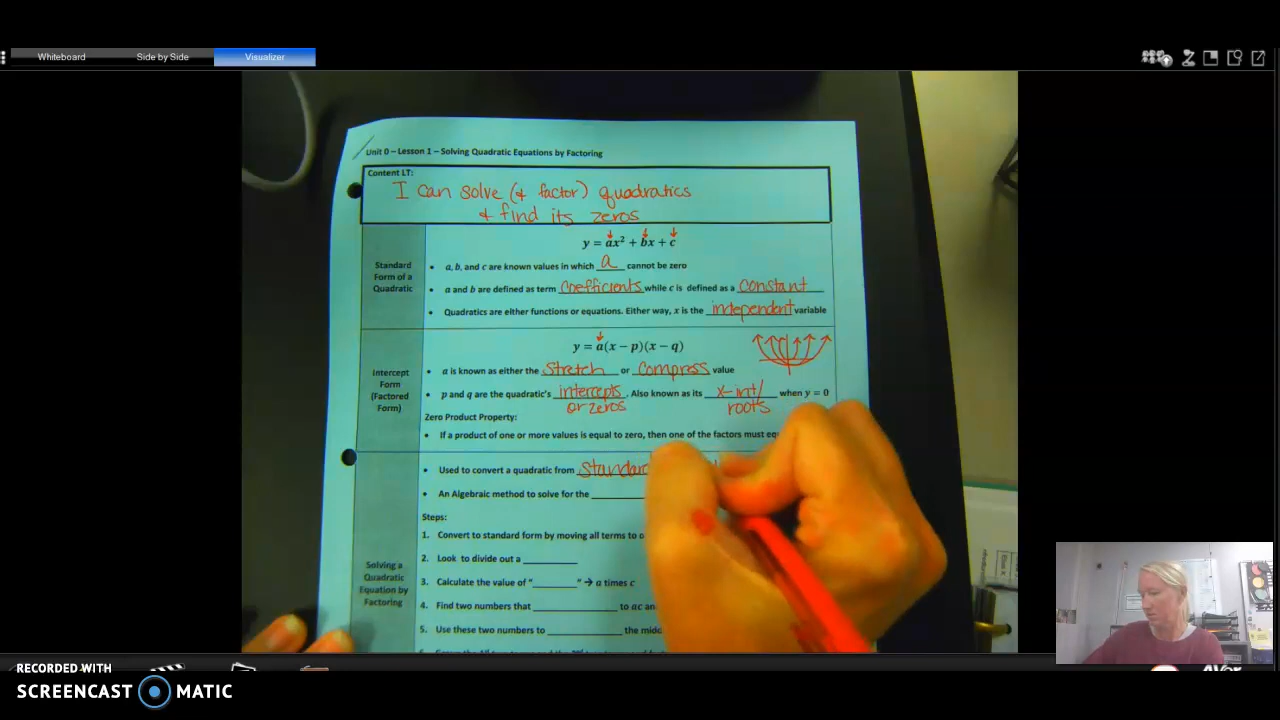 Whiteboard Side by Side Visualizer
Unit 0 – Lesson 1 – Solving Quadratic Equations by Factoring
Content LT:
I can solve (& factor) quadratics
& find its zeros
Standard
Form of a
Quadratic
y = ax² + bx + c
• a, b, and c are known values in which a cannot be zero
• a and b are defined as term coefficients while c is defined as a constant
• Quadratics are either functions or equations. Either way, x is the independent variable
Intercept
Form
(Factored
Form)
y = a(x − p)(x − q)
• a is known as either the stretch or compress value
• p and q are the quadratic's intercepts. Also known as its x-int/ when y = 0
or zeros roots
Zero Product Property:
• If a product of one or more values is equal to zero, then one of the factors must
Solving a
Quadratic
Equation by
Factoring
• Used to convert a quadratic from
• An Algebraic method to solve for the
Steps:
1. Convert to standard form by moving all terms to
2. Look to divide out a
3. Calculate the value of "______" → a times c
4. Find two numbers that ______ to ac
5. Use these two numbers to ______ the
RECORDED WITH
SCREENCAST MATIC